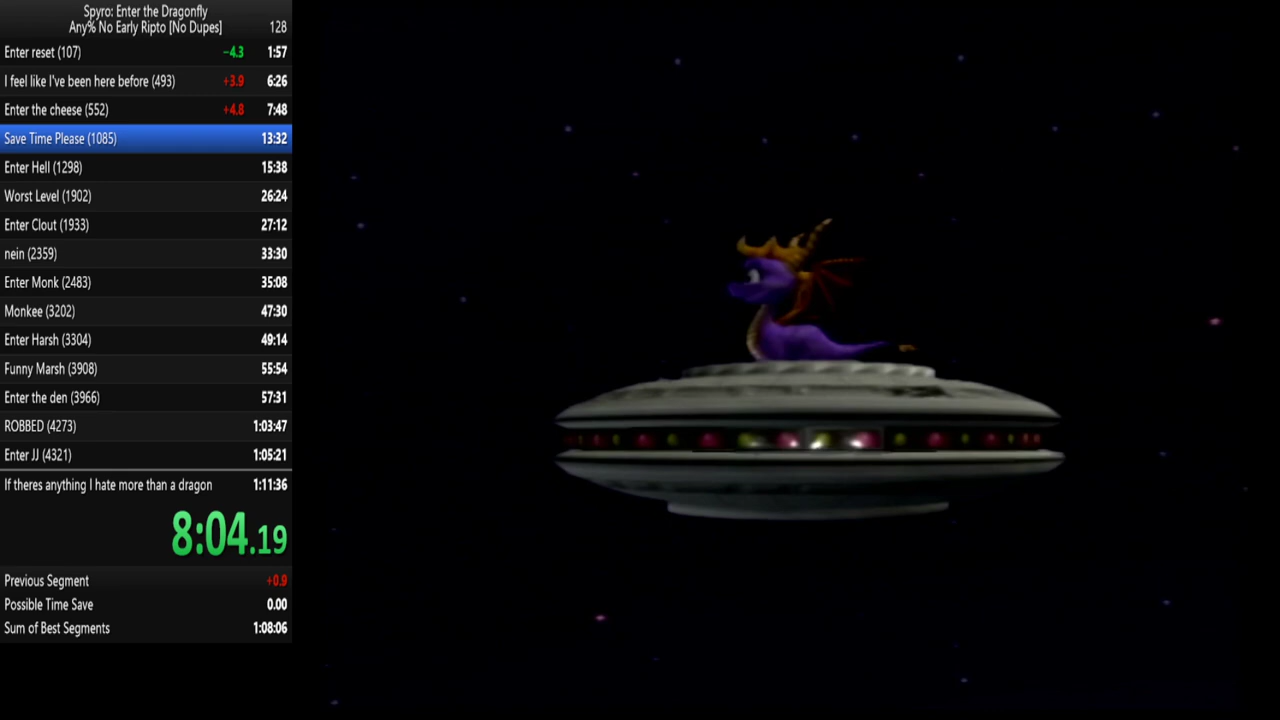 Spyro: Enter the Dragonfly
Any% No Early Ripto [No Dupes] 128
Enter reset (107) −4.3 1:57
I feel like I've been here before (493) +3.9 6:26
Enter the cheese (552) +4.8 7:48
Save Time Please (1085) 13:32
Enter Hell (1298) 15:38
Worst Level (1902) 26:24
Enter Clout (1933) 27:12
nein (2359) 33:30
Enter Monk (2483) 35:08
Monkee (3202) 47:30
Enter Harsh (3304) 49:14
Funny Marsh (3908) 55:54
Enter the den (3966) 57:31
ROBBED (4273) 1:03:47
Enter JJ (4321) 1:05:21
If theres anything I hate more than a dragon 1:11:36
8:04.19
Previous Segment +0.9
Possible Time Save 0.00
Sum of Best Segments 1:08:06